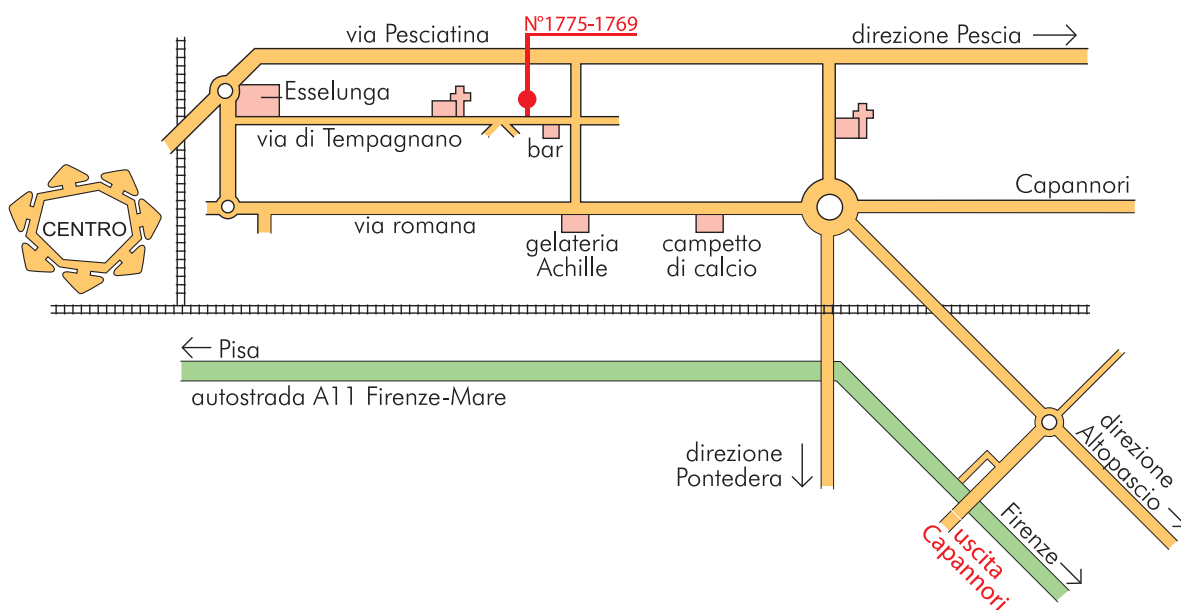 N°1775-1769
via Pesciatina
direzione Pescia
Esselunga
via di Tempagnano
bar
Capannori
CENTRO
via romana
gelateria
Achille
campetto
di calcio
Pisa
autostrada A11 Firenze-Mare
direzione
Pontedera
direzione
Altopascio
Firenze
uscita
Capannori